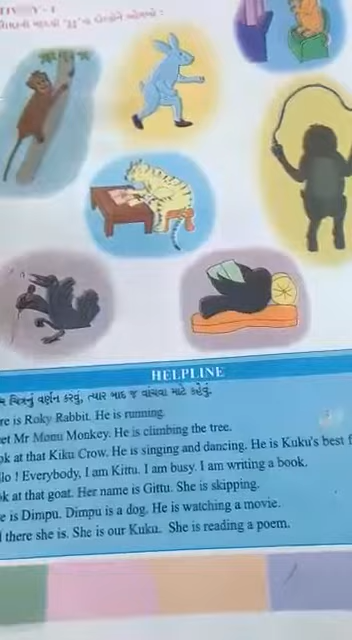 TIVITY - 1
'કુકુ'ના દોસ્તોને ઓળખો :
HELPLINE
ચિત્રનું વર્ણન કરવું, ત્યાર બાદ જ વાંચવા માટે કહેવું.
re is Roky Rabbit. He is running.
et Mr Monu Monkey. He is climbing the tree.
ok at that Kiku Crow. He is singing and dancing. He is Kuku's best f
llo ! Everybody, I am Kittu. I am busy. I am writing a book.
ok at that goat. Her name is Gittu. She is skipping.
e is Dimpu. Dimpu is a dog. He is watching a movie.
l there she is. She is our Kuku. She is reading a poem.